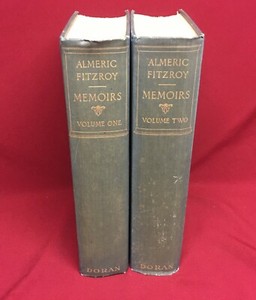 ALMERIC
FITZROY
MEMOIRS
VOLUME ONE
DORAN
ALMERIC
FITZROY
MEMOIRS
VOLUME TWO
DORAN